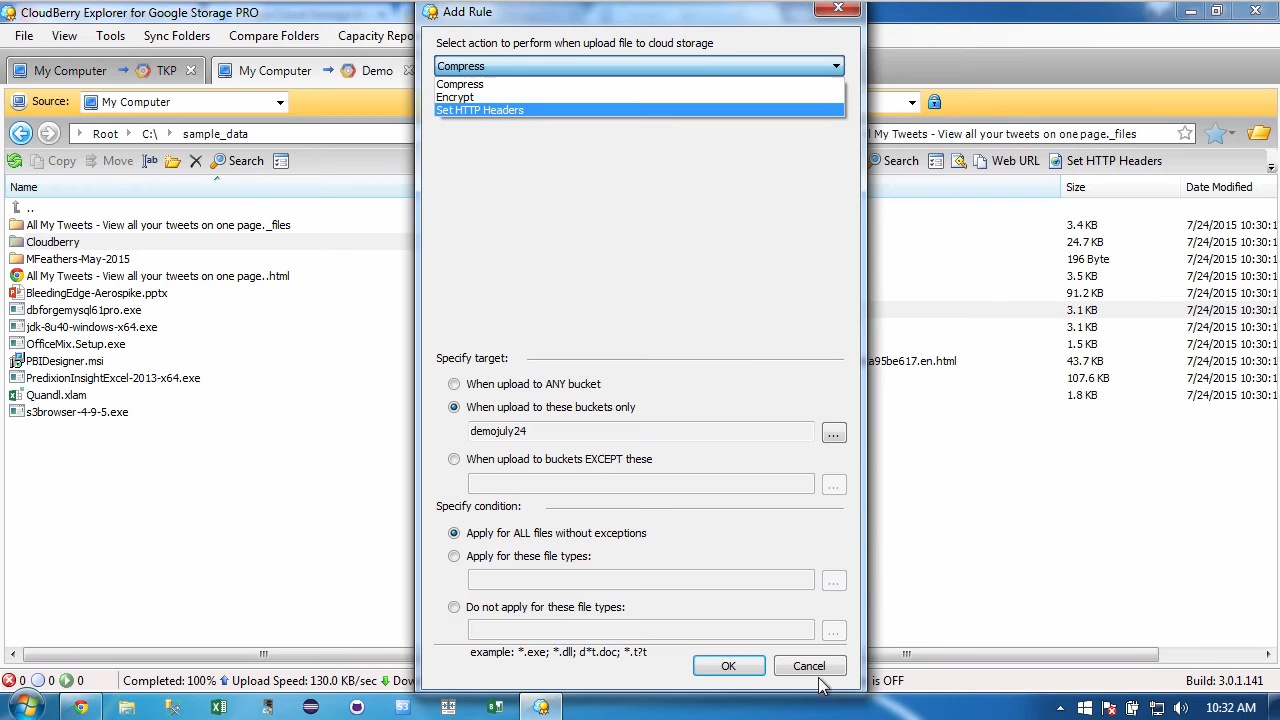 CloudBerry Explorer for Google Storage PRO
Add Rule
File View Tools Sync Folders Compare Folders Capacity Repo
Select action to perform when upload file to cloud storage
Compress
Compress
Encrypt
Set HTTP Headers
My Computer TKP My Computer Demo
Source: My Computer
Root C:\ sample_data
All My Tweets - View all your tweets on one page._files
Copy Move Search
Search Web URL Set HTTP Headers
Name
Size Date Modified
..
All My Tweets - View all your tweets on one page._files
3.4 KB 7/24/2015 10:30:1
Cloudberry
24.7 KB 7/24/2015 10:30:1
MFeathers-May-2015
196 Byte 7/24/2015 10:30:1
All My Tweets - View all your tweets on one page..html
3.5 KB 7/24/2015 10:30:1
BleedingEdge-Aerospike.pptx
91.2 KB 7/24/2015 10:30:1
dbforgemysql61pro.exe
3.1 KB 7/24/2015 10:30:1
jdk-8u40-windows-x64.exe
3.1 KB 7/24/2015 10:30:1
OfficeMix.Setup.exe
1.5 KB 7/24/2015 10:30:1
PBIDesigner.msi
a95be617.en.html 43.7 KB 7/24/2015 10:30:1
PredixionInsightExcel-2013-x64.exe
107.6 KB 7/24/2015 10:30:1
Quandl.xlam
1.8 KB 7/24/2015 10:30:1
s3browser-4-9-5.exe
Specify target:
When upload to ANY bucket
When upload to these buckets only
demojuly24
...
When upload to buckets EXCEPT these
...
Specify condition:
Apply for ALL files without exceptions
Apply for these file types:
...
Do not apply for these file types:
...
example: *.exe; *.dll; d*t.doc; *.t?t
OK Cancel
0 0 0 Completed: 100% Upload Speed: 130.0 KB/sec Dow
is OFF Build: 3.0.1.141
10:32 AM